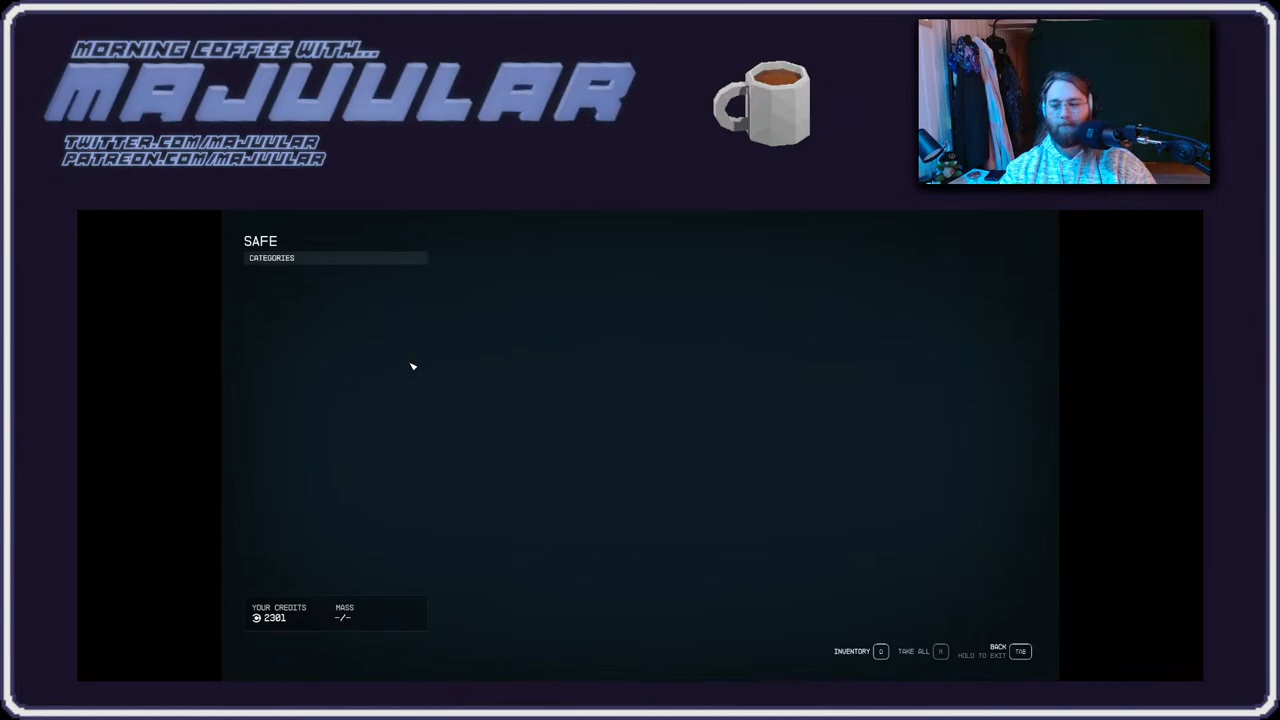 MORNING COFFEE WITH...
MAJUULAR
TWITTER.COM/MAJUULAR
PATREON.COM/MAJUULAR
SAFE
CATEGORIES
YOUR CREDITS MASS
2301 -/-
INVENTORY Q TAKE ALL R BACK TAB
HOLD TO EXIT